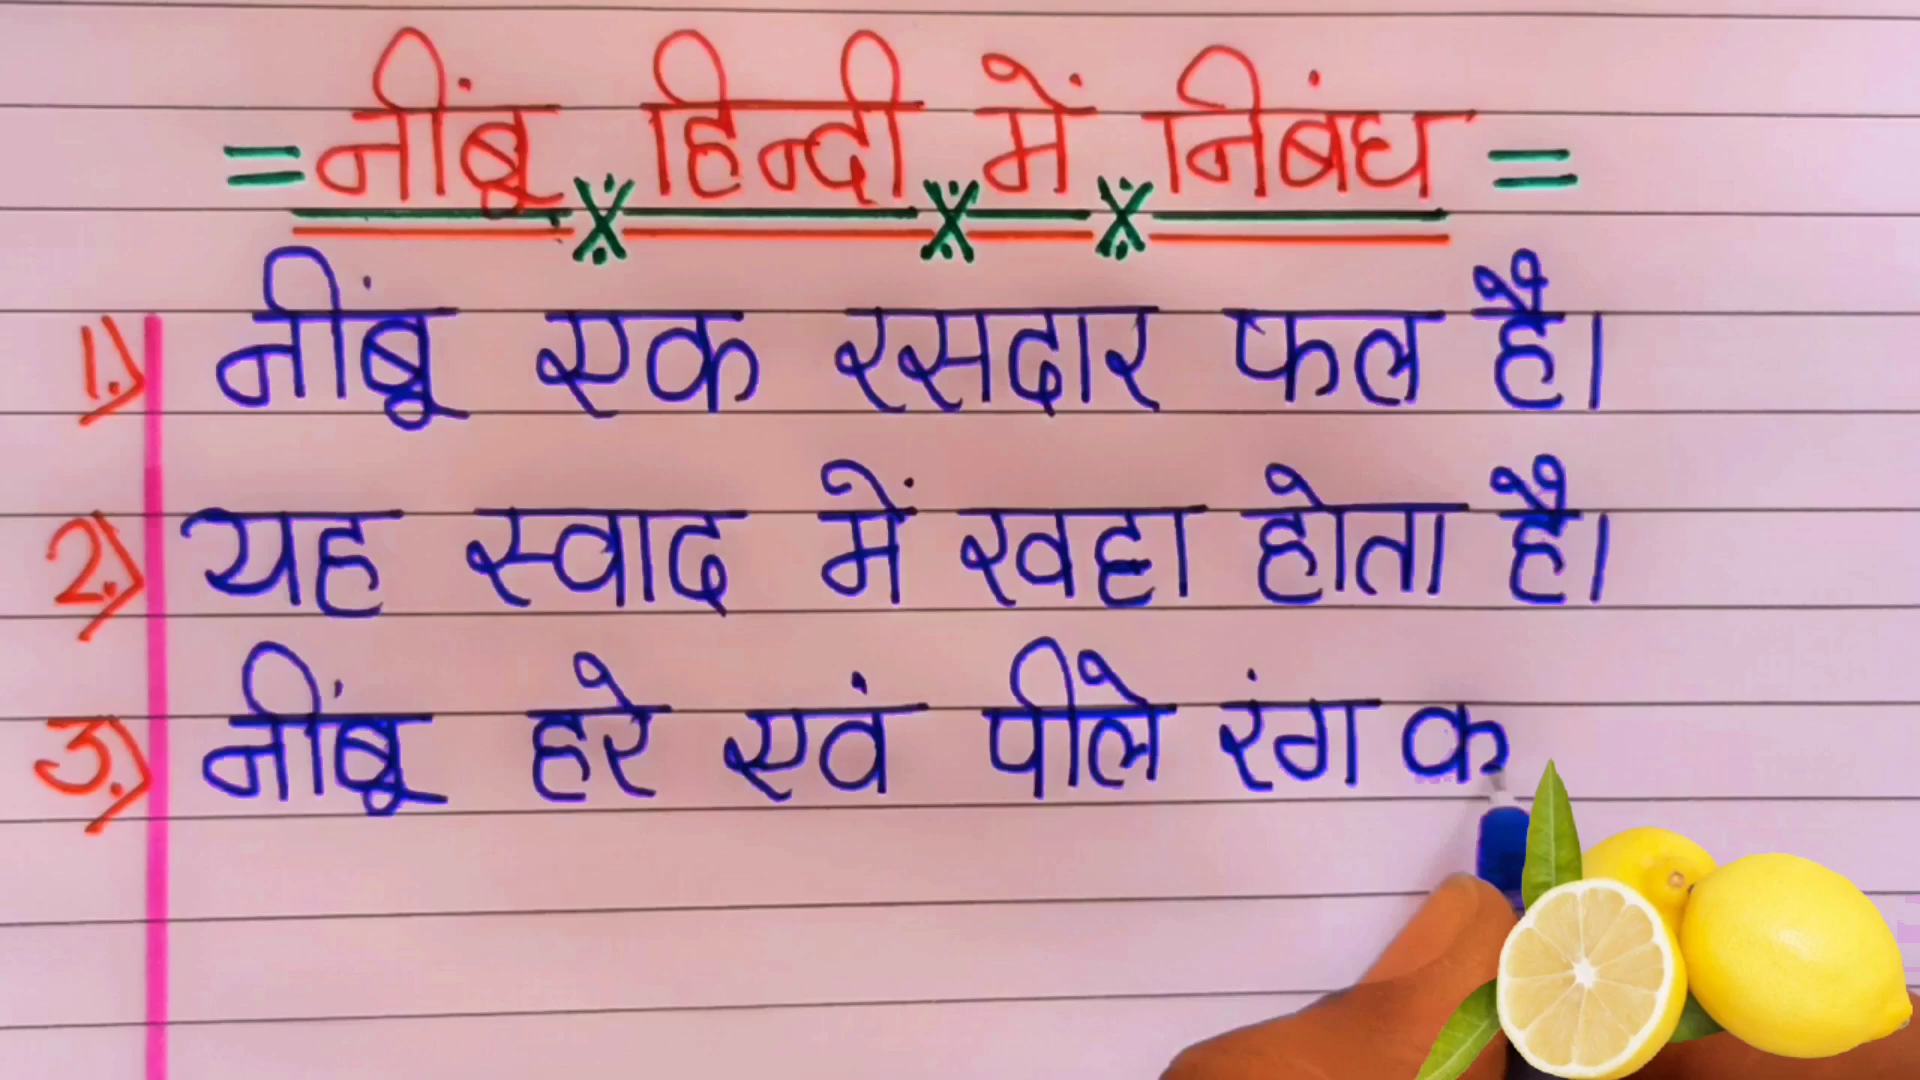 = नींबू हिन्दी में निबंध =
1.) नींबू एक रसदार फल है।
2.) यह स्वाद में खट्टा होता है।
3.) नींबू हरे एवं पीले रंग क